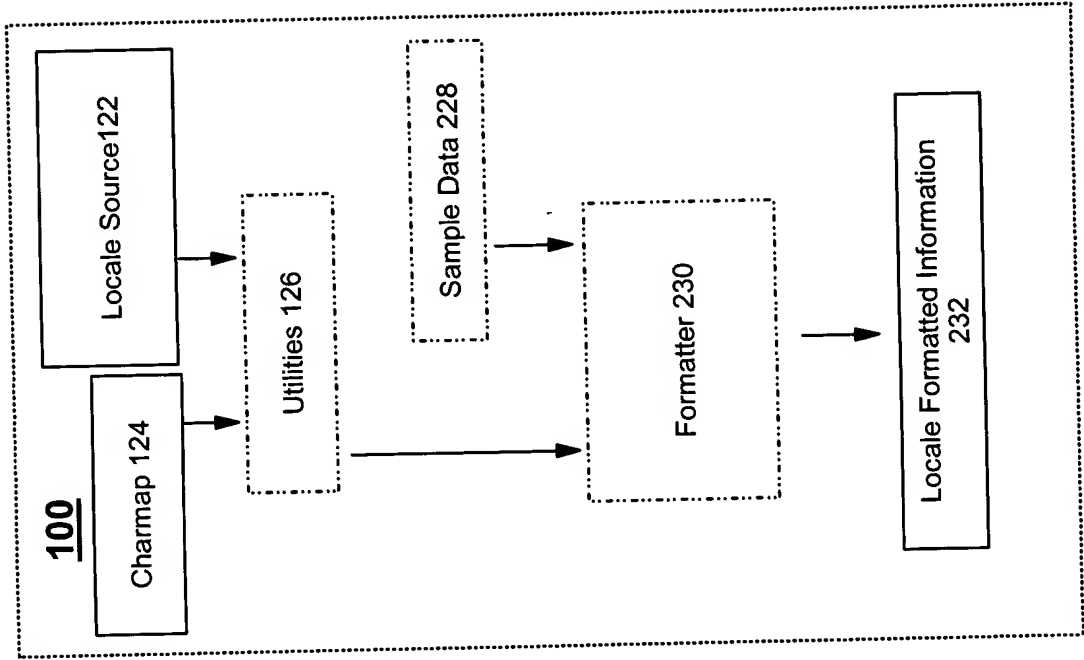 100
Charmap 124
Locale Source122
Utilities 126
Sample Data 228
Formatter 230
Locale Formatted Information
232